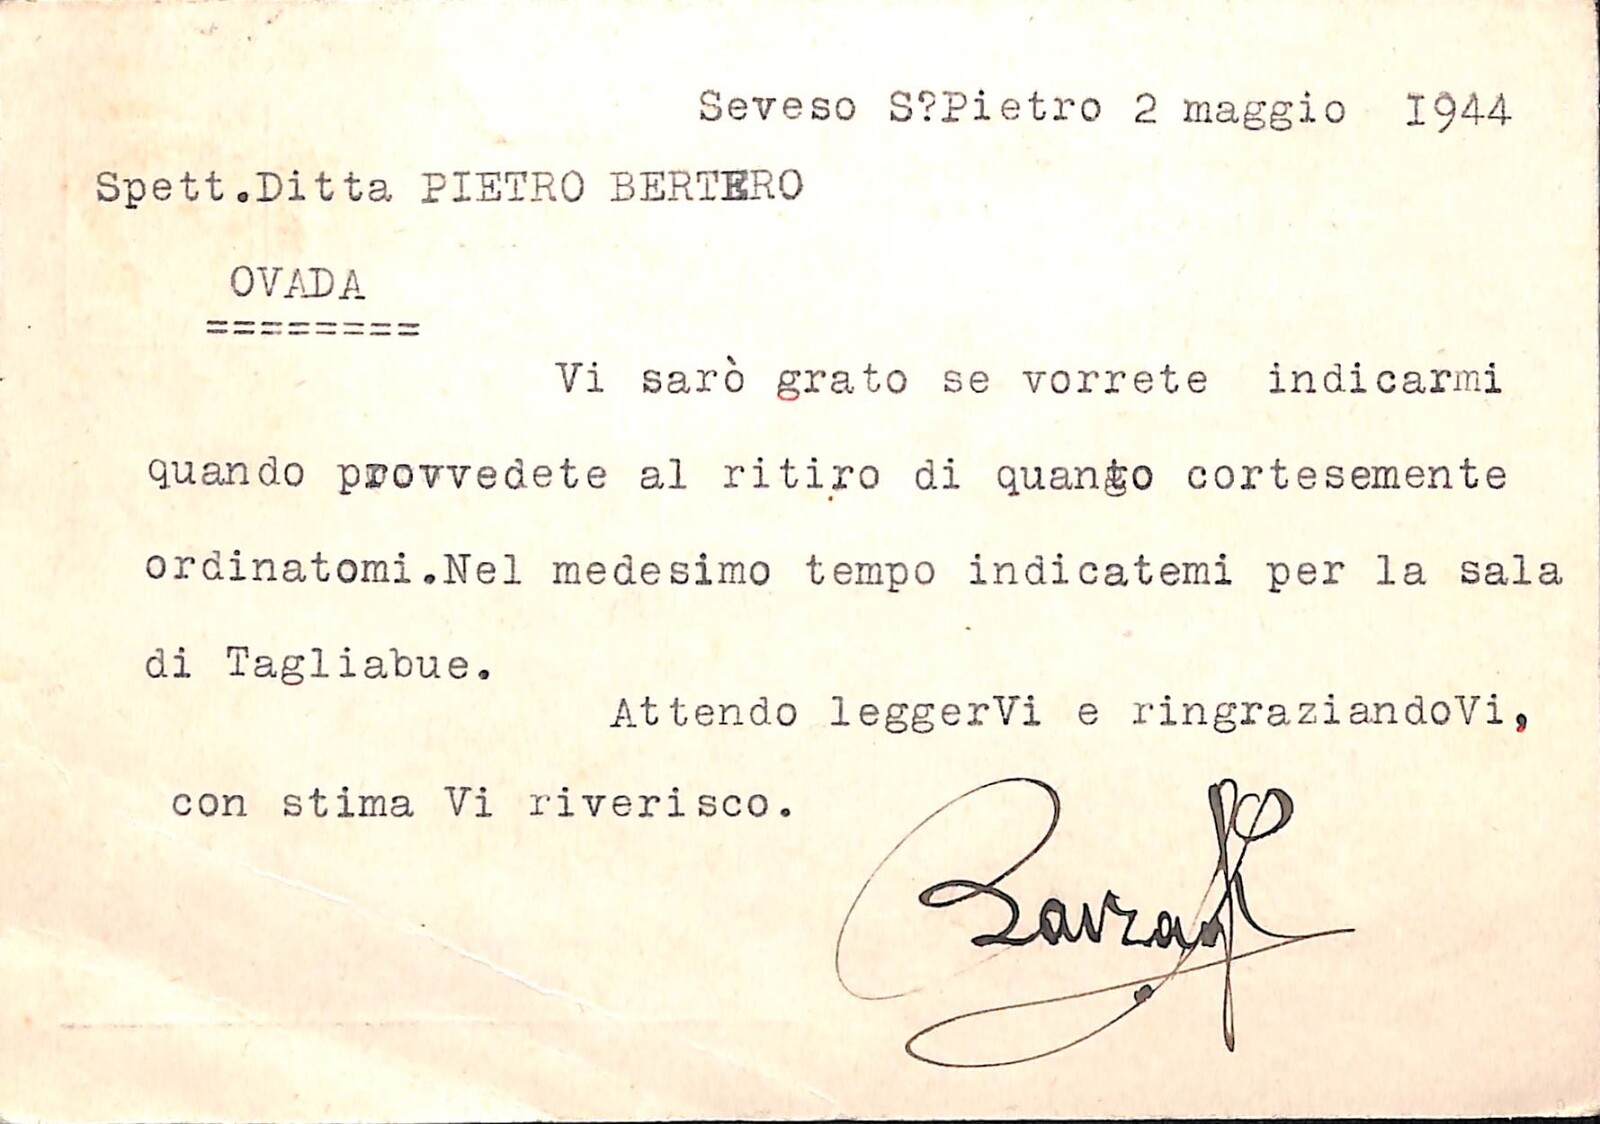 Seveso S?Pietro 2 maggio 1944
Spett.Ditta PIETRO BERTERO
OVADA
========
Vi sarò grato se vorrete indicarmi
quando provvedete al ritiro di quanto cortesemente
ordinatomi.Nel medesimo tempo indicatemi per la sala
di Tagliabue.
Attendo leggerVi e ringraziandoVi,
con stima Vi riverisco.